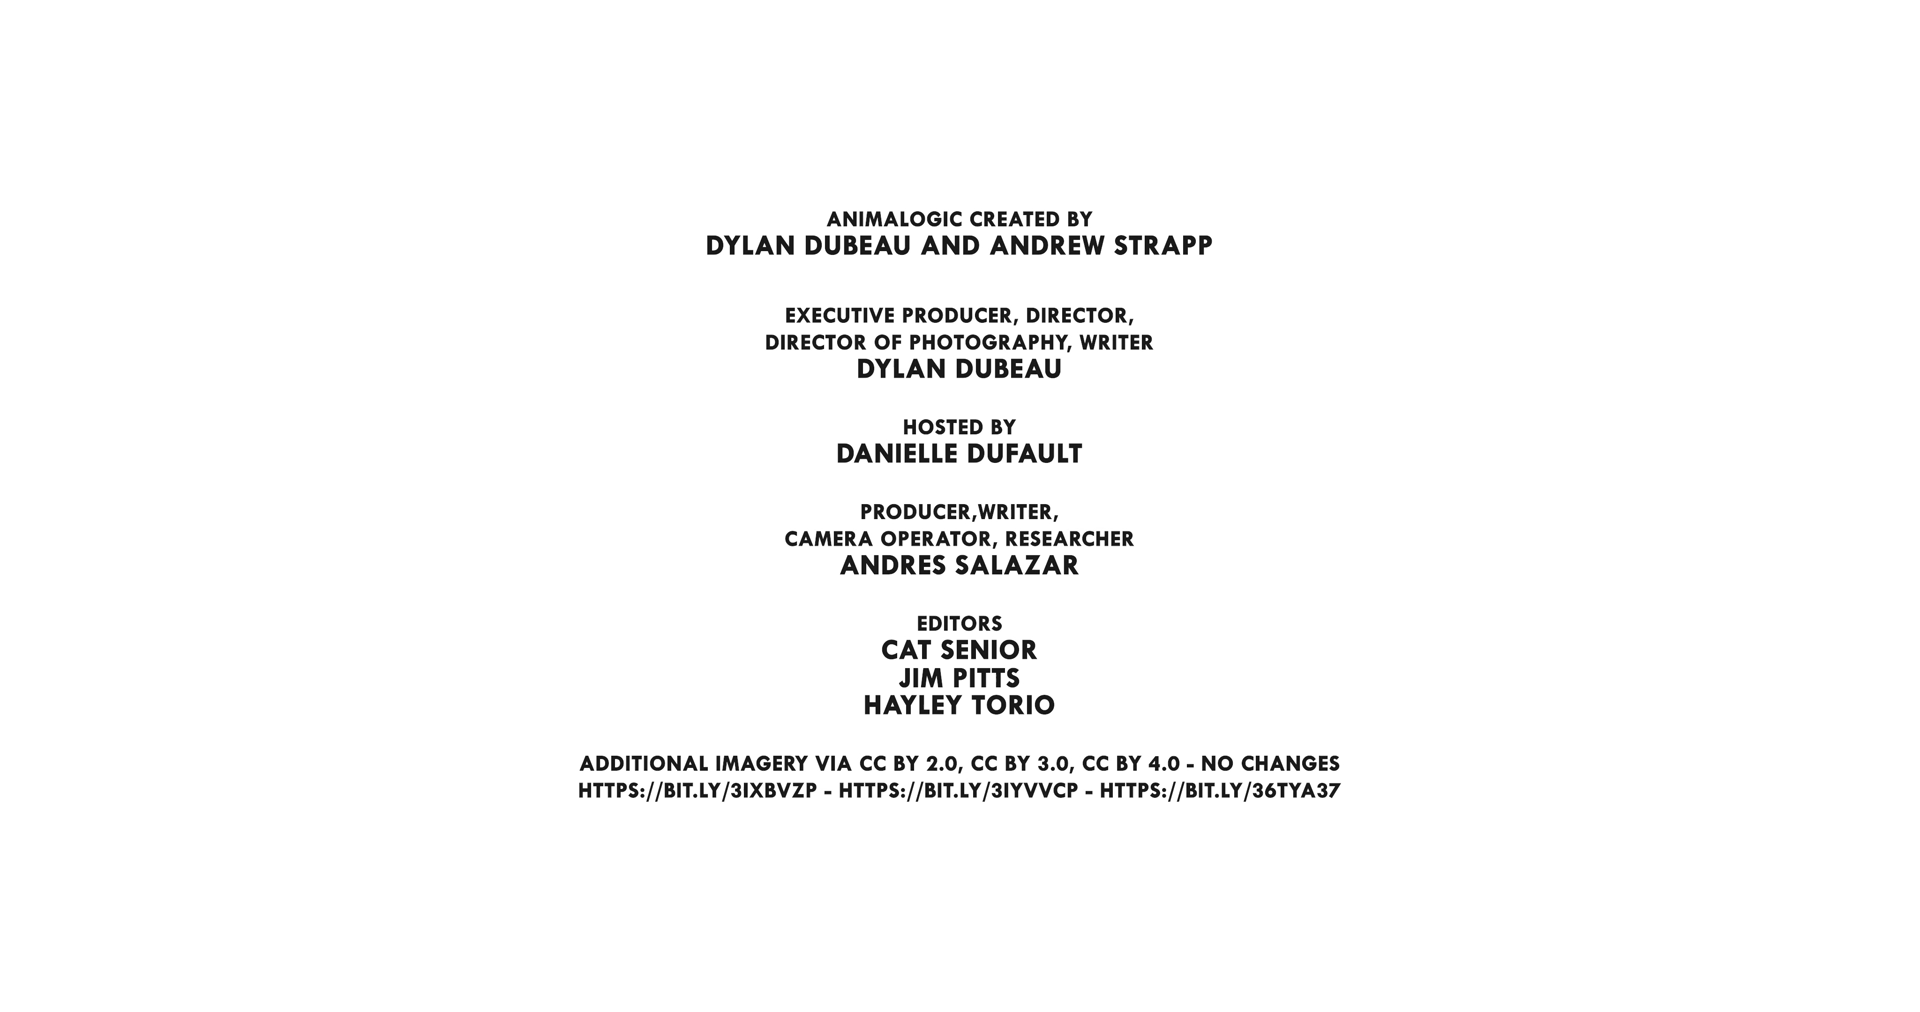 ANIMALOGIC CREATED BY
DYLAN DUBEAU AND ANDREW STRAPP
EXECUTIVE PRODUCER, DIRECTOR,
DIRECTOR OF PHOTOGRAPHY, WRITER
DYLAN DUBEAU
HOSTED BY
DANIELLE DUFAULT
PRODUCER,WRITER,
CAMERA OPERATOR, RESEARCHER
ANDRES SALAZAR
EDITORS
CAT SENIOR
JIM PITTS
HAYLEY TORIO
ADDITIONAL IMAGERY VIA CC BY 2.0, CC BY 3.0, CC BY 4.0 - NO CHANGES
HTTPS://BIT.LY/3IXBVZP - HTTPS://BIT.LY/3IYVVCP - HTTPS://BIT.LY/36TYA37